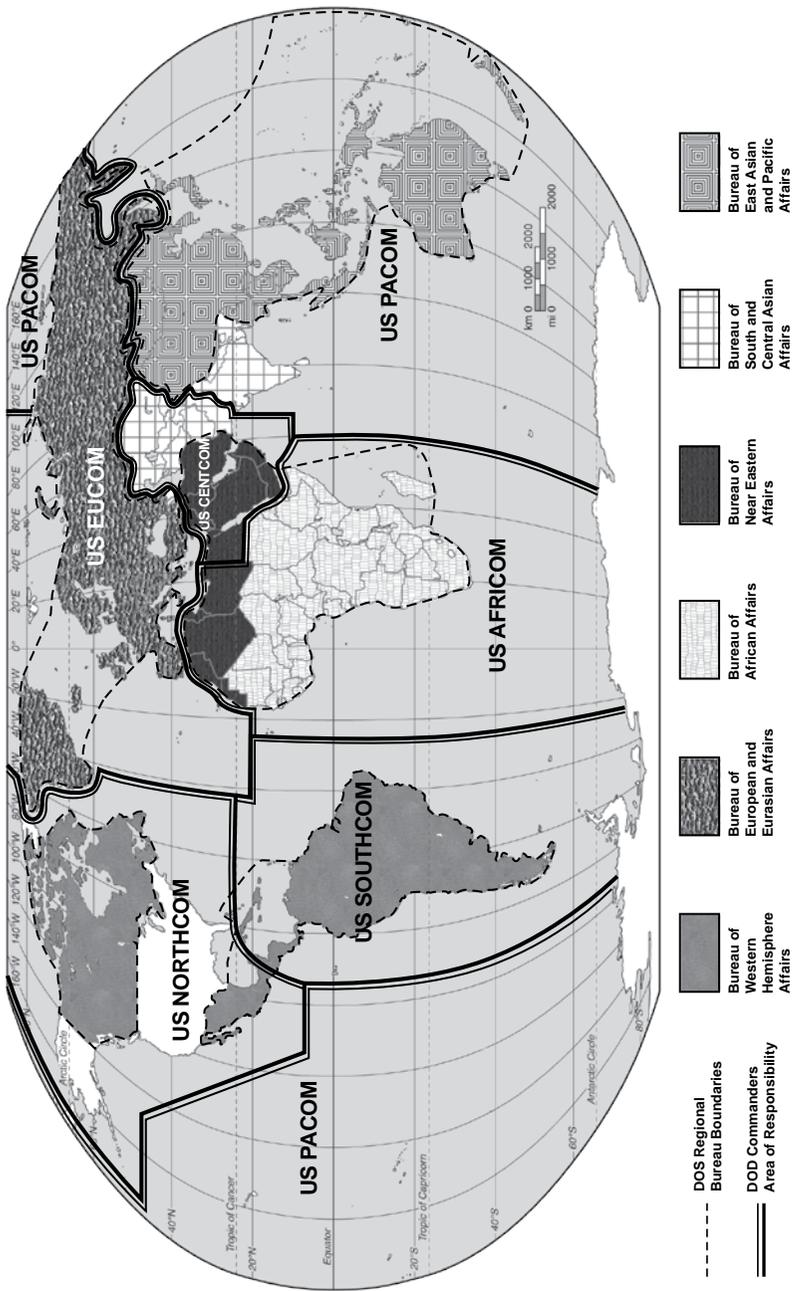 US PACOM
US PACOM
US EUCOM
US CENTCOM
US NORTHCOM
US SOUTHCOM
US AFRICOM
US PACOM
160°W
140°W
120°W
100°W
80°W
40°W
20°W
0°
20°E
40°E
60°E
80°E
100°E
120°E
140°E
160°E
Arctic Circle
40°N
Tropic of Cancer
20°N
Equator
20°S
Tropic of Capricorn
40°S
60°S
Antarctic Circle
80°S
km 0 1000 2000
mi 0 1000 2000
DOS Regional
Bureau Boundaries
DOD Commanders
Area of Responsibility
Bureau of
Western
Hemisphere
Affairs
Bureau of
European and
Eurasian Affairs
Bureau of
African Affairs
Bureau of
Near Eastern
Affairs
Bureau of
South and
Central Asian
Affairs
Bureau of
East Asian
and Pacific
Affairs